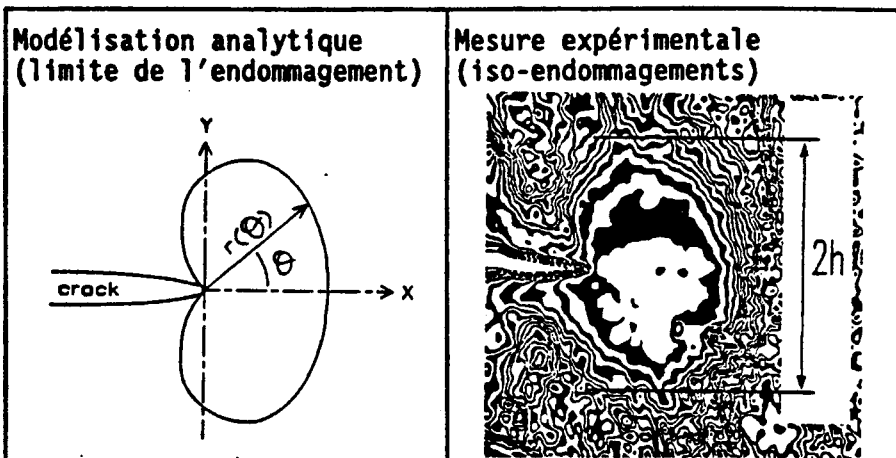 Modélisation analytique
(limite de l'endommagement)
Y
r(θ)
θ
crack
X
Mesure expérimentale
(iso-endommagements)
2h